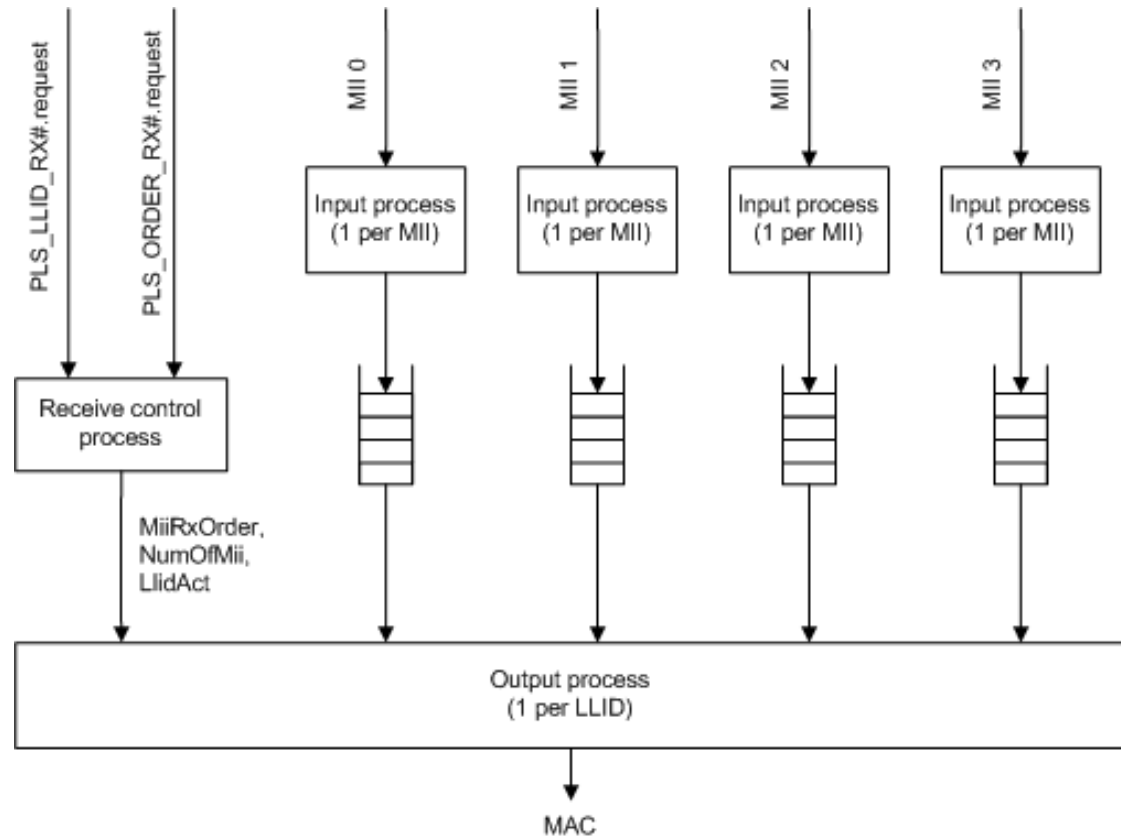 PLS_LLID_RX#.request
PLS_ORDER_RX#.request
MII 0
MII 1
MII 2
MII 3
Input process
(1 per MII)
Input process
(1 per MII)
Input process
(1 per MII)
Input process
(1 per MII)
Receive control
process
MiiRxOrder,
NumOfMii,
LlidAct
Output process
(1 per LLID)
MAC